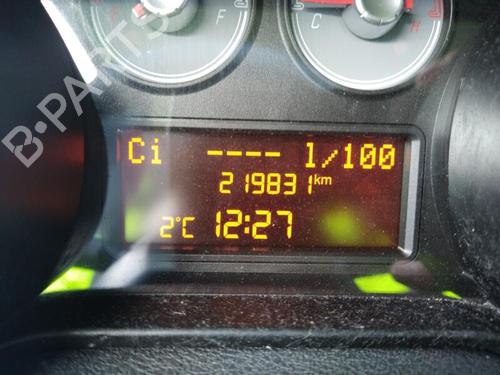 F
C
B-PARTS
Ci ---- l/100
219831 km
2°C 12:27